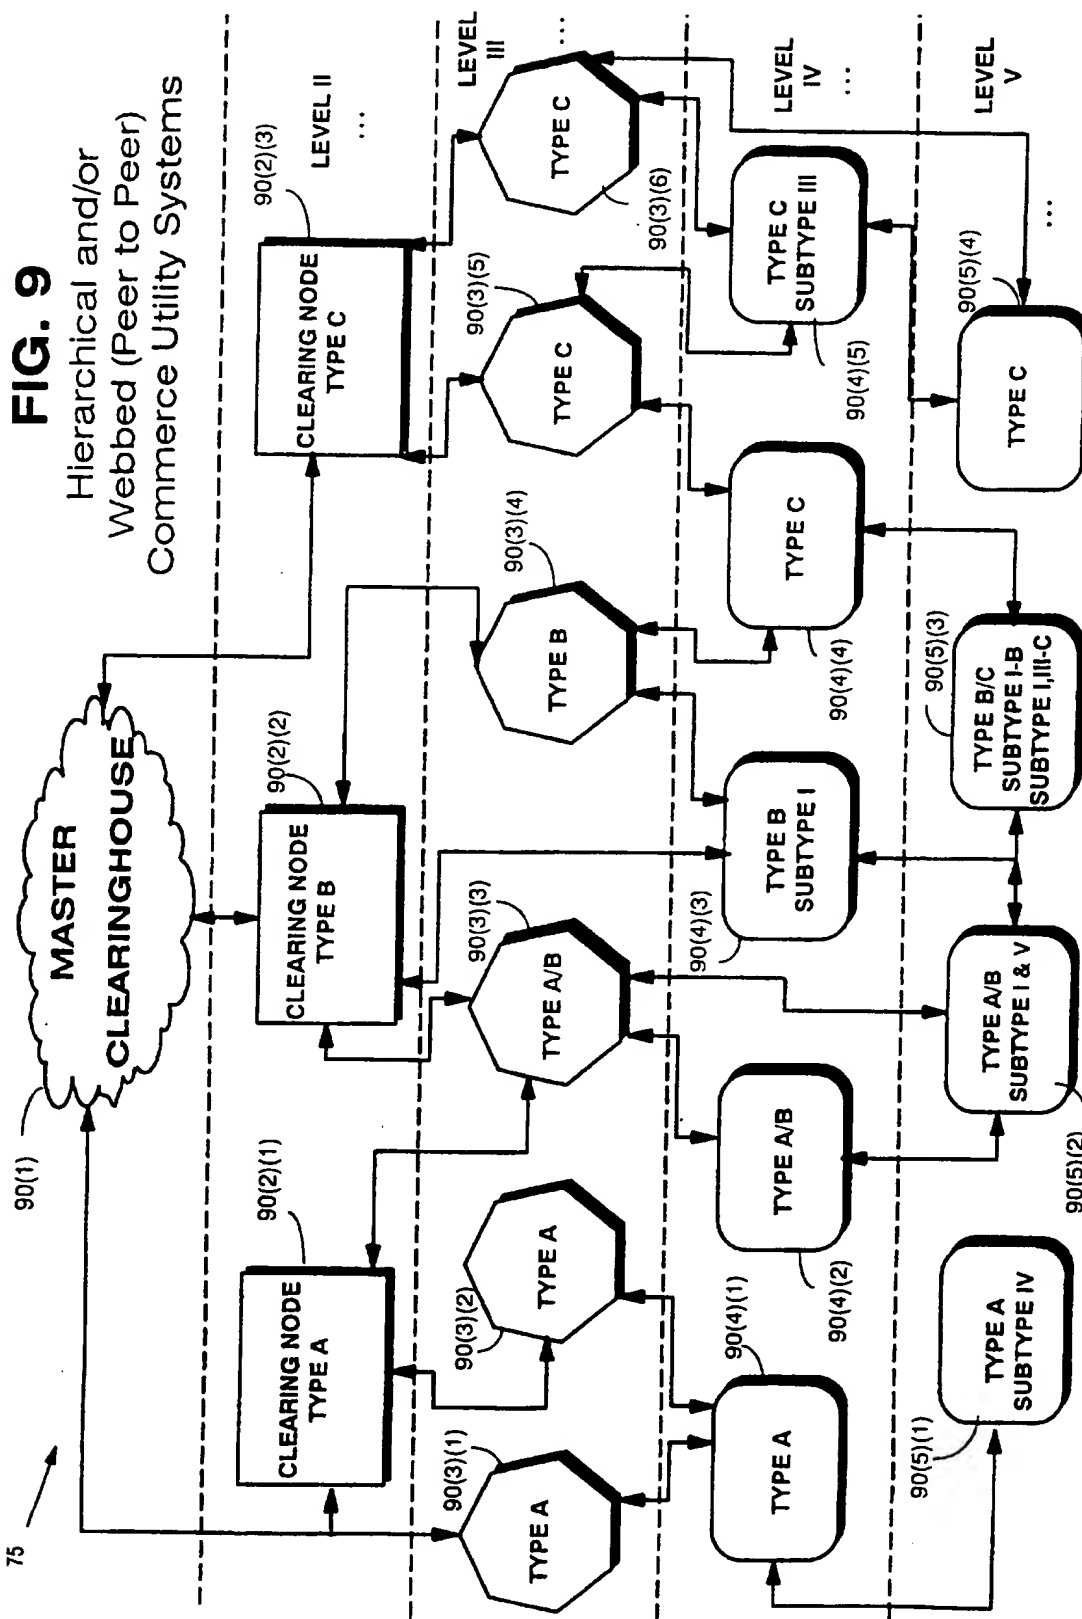 FIG. 9
Hierarchical and/or
Webbed (Peer to Peer)
Commerce Utility Systems
75
90(1)
MASTER
CLEARINGHOUSE
90(2)(1)
CLEARING NODE
TYPE A
90(2)(2)
CLEARING NODE
TYPE B
90(2)(3)
CLEARING NODE
TYPE C
LEVEL II
...
90(3)(1)
TYPE A
90(3)(2)
TYPE A
90(3)(3)
TYPE A/B
90(3)(4)
TYPE B
90(3)(5)
TYPE C
90(3)(6)
TYPE C
LEVEL
III
...
90(4)(1)
TYPE A
90(4)(2)
TYPE A/B
90(4)(3)
TYPE B
SUBTYPE I
90(4)(4)
TYPE C
90(4)(5)
TYPE C
SUBTYPE III
LEVEL
IV
...
90(5)(1)
TYPE A
SUBTYPE IV
90(5)(2)
TYPE A/B
SUBTYPE I & V
90(5)(3)
TYPE B/C
SUBTYPE I-B
SUBTYPE I,III-C
90(5)(4)
TYPE C
LEVEL
V
...